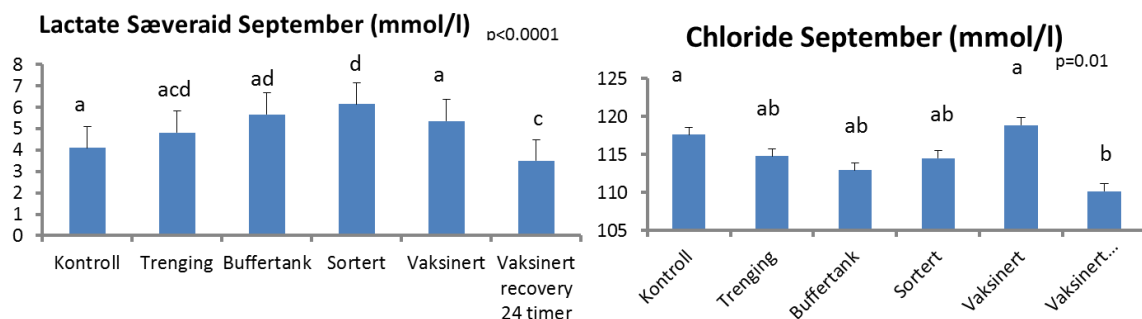 Lactate Sæveraid September (mmol/l)
p<0.0001
8
7
6
5
4
3
2
1
0
a
acd
ad
d
a
c
Kontroll
Trenging
Buffertank
Sortert
Vaksinert
Vaksinert
recovery
24 timer
Chloride September (mmol/l)
p=0.01
125
120
115
110
105
a
ab
ab
ab
a
b
Kontroll
Trenging
Buffertank
Sortert
Vaksinert
Vaksinert...